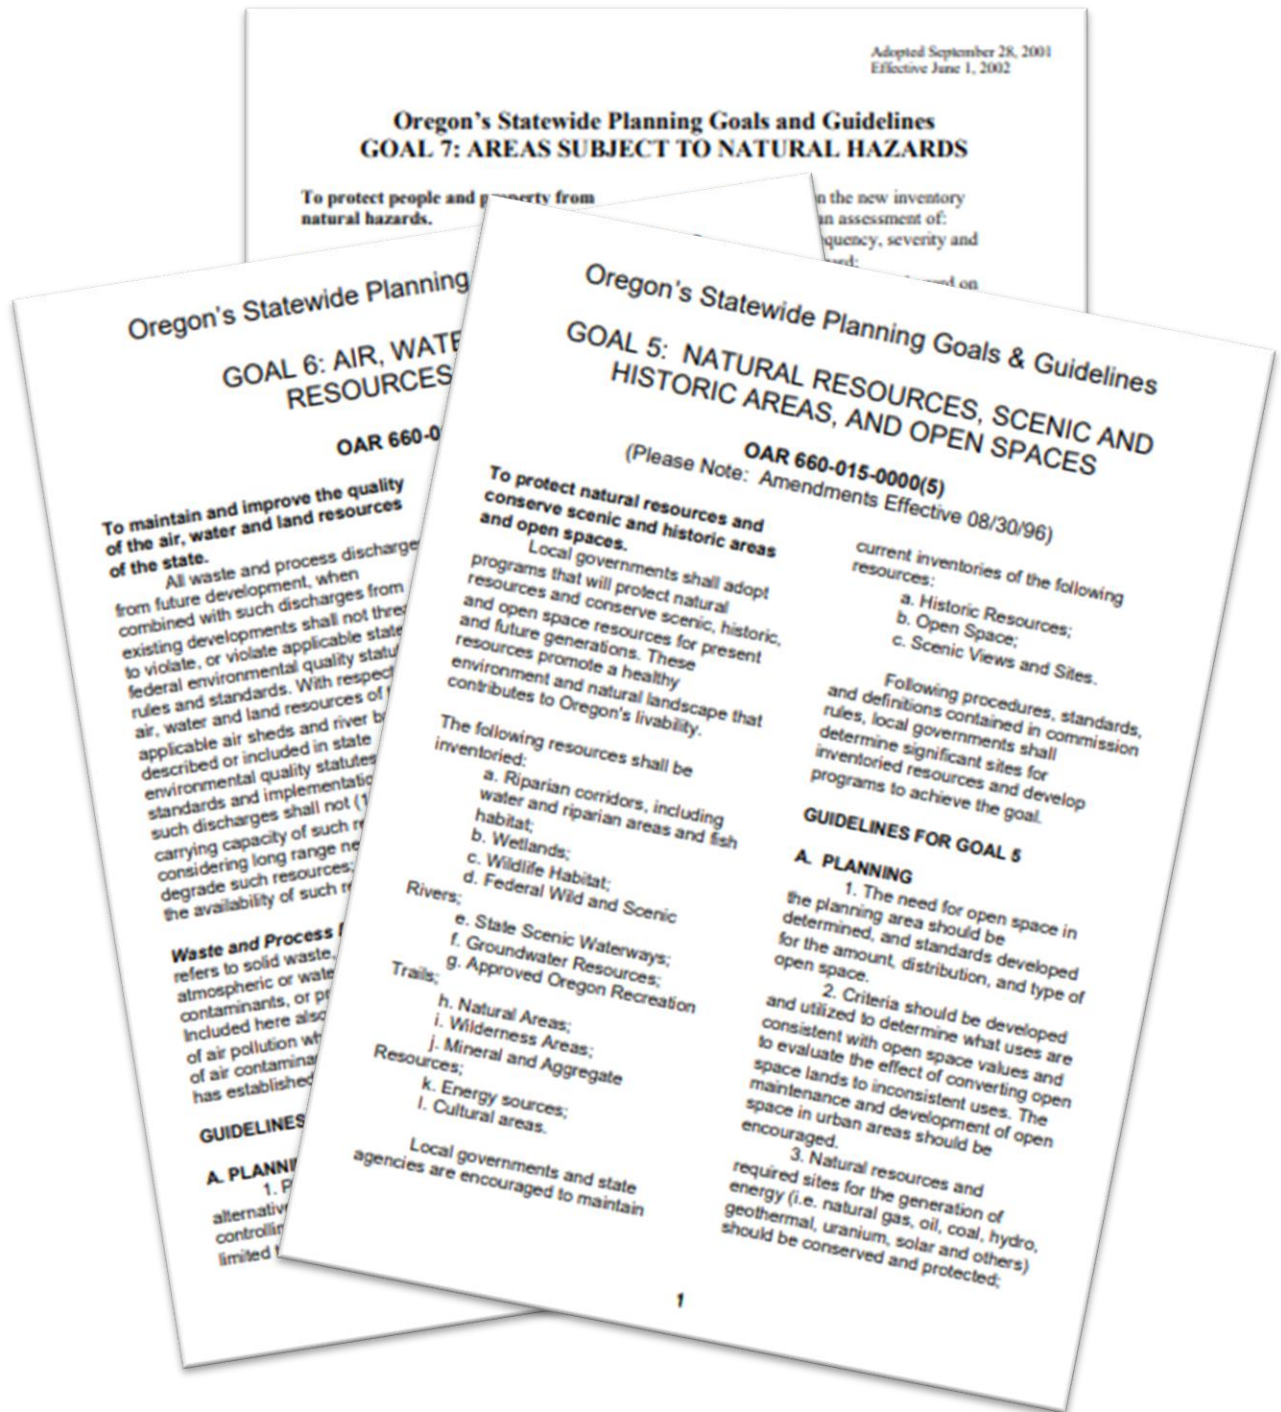 Adopted September 28, 2001
Effective June 1, 2002
Oregon's Statewide Planning Goals and Guidelines
GOAL 7: AREAS SUBJECT TO NATURAL HAZARDS
To protect people and property from
natural hazards.
the new inventory
assessment of:
severity and
on
Oregon's Statewide Planning
GOAL 6: AIR,
RESOURCES
OAR
To maintain and improve the quality
of the air, water and land resources
of the state.
All waste and process
from future development, when
combined with such discharges from
existing developments shall not
to violate, or violate applicable
federal environmental quality
rules and standards. With respect
air, water and land resources of
applicable air sheds and river
described or included in state
environmental quality statutes
standards and
such discharges shall not
carrying capacity of such
considering long range
degrade such resources;
the availability of such
Waste and Process
refers to solid waste,
atmospheric or
contaminants, or
Included here
of air pollution
of air
has established
GUIDELINES
A.
1.
limited
Oregon's Statewide Planning Goals & Guidelines
GOAL 5: NATURAL RESOURCES, SCENIC AND
HISTORIC AREAS, AND OPEN SPACES
OAR 660-015-0000(5)
(Please Note: Amendments Effective 08/30/96)
To protect natural resources and
conserve scenic and historic areas
and open spaces.
Local governments shall adopt
programs that will protect natural
resources and conserve scenic, historic,
and open space resources for present
and future generations. These
resources promote a healthy
environment and natural landscape that
contributes to Oregon's livability.
The following resources shall be
inventoried:
a. Riparian corridors, including
water and riparian areas and fish
habitat;
b. Wetlands;
c. Wildlife Habitat;
d. Federal Wild and Scenic
Rivers;
e. State Scenic Waterways;
f. Groundwater Resources;
g. Approved Oregon Recreation
Trails;
h. Natural Areas;
i. Wilderness Areas;
j. Mineral and Aggregate
Resources;
k. Energy sources;
l. Cultural areas.
Local governments and state
agencies are encouraged to maintain
current inventories of the following
resources:
a. Historic Resources;
b. Open Space;
c. Scenic Views and Sites.
Following procedures, standards,
and definitions contained in commission
rules, local governments shall
determine significant sites for
inventoried resources and develop
programs to achieve the goal.
GUIDELINES FOR GOAL 5
A. PLANNING
1. The need for open space in
the planning area should be
determined, and standards developed
for the amount, distribution, and type of
open space.
2. Criteria should be developed
and utilized to determine what uses are
consistent with open space values and
to evaluate the effect of converting open
space lands to inconsistent uses. The
maintenance and development of open
space in urban areas should be
encouraged.
3. Natural resources and
required sites for the generation of
energy (i.e. natural gas, oil, coal, hydro,
geothermal, uranium, solar and others)
should be conserved and protected;
1